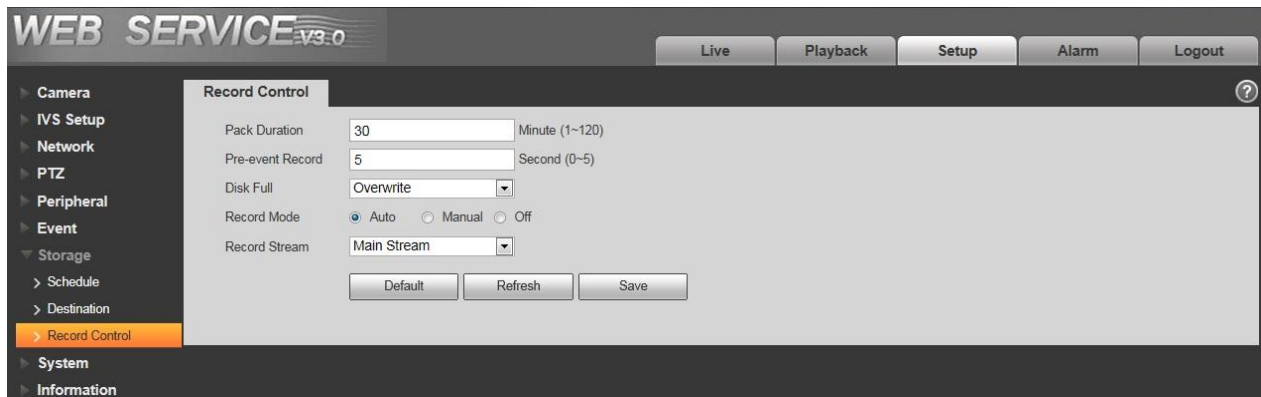 WEB SERVICE V3.0
Live Playback Setup Alarm Logout
Camera
IVS Setup
Network
PTZ
Peripheral
Event
Storage
Schedule
Destination
Record Control
System
Information
Record Control ?
Pack Duration 30 Minute (1~120)
Pre-event Record 5 Second (0~5)
Disk Full Overwrite
Record Mode Auto Manual Off
Record Stream Main Stream
Default Refresh Save